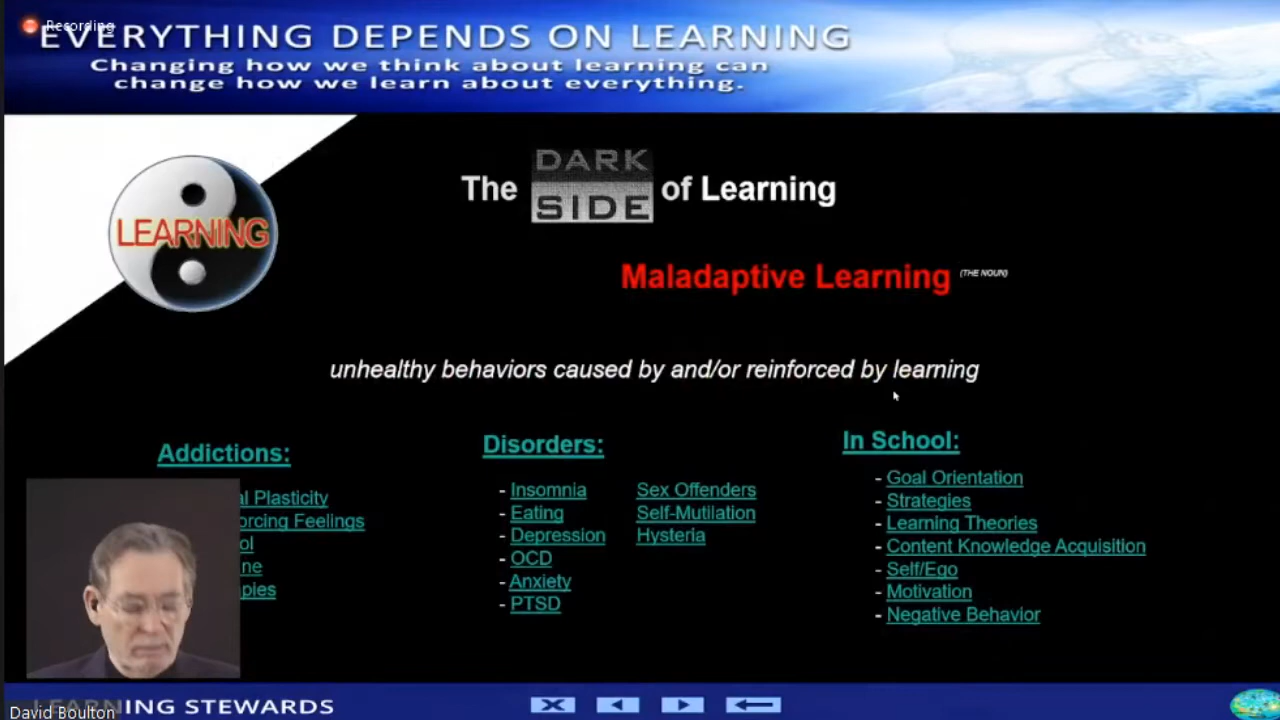 Recording
EVERYTHING DEPENDS ON LEARNING
Changing how we think about learning can
change how we learn about everything.
LEARNING
The DARK SIDE of Learning
Maladaptive Learning (THE NOUN)
unhealthy behaviors caused by and/or reinforced by learning
Addictions:
Plasticity
Feelings
Disorders:
- Insomnia
- Eating
- Depression
- OCD
- Anxiety
- PTSD
Sex Offenders
Self-Mutilation
Hysteria
In School:
- Goal Orientation
- Strategies
- Learning Theories
- Content Knowledge Acquisition
- Self/Ego
- Motivation
- Negative Behavior
LEARNING STEWARDS
David Boulton